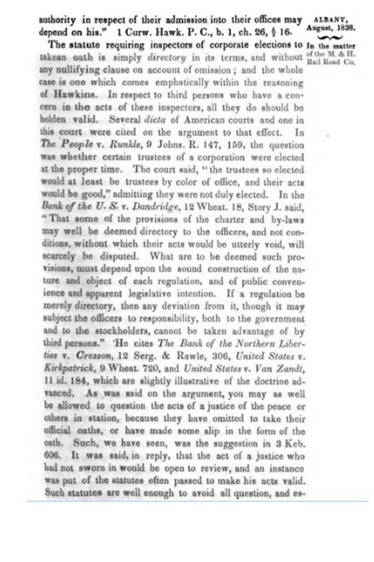 authority in respect of their admission into their offices may
depend on his." 1 Curw. Hawk. P. C., b. 1, ch. 26, § 16.
ALBANY,
August, 1838.
In the matter
of the M. & H.
Rail Road Co.
The statute requiring inspectors of corporate elections to
take an oath is simply directory in its terms, and without
any nullifying clause on account of omission; and the whole
case is one which comes emphatically within the reasoning
of Hawkins. In respect to third persons who have a con-
cern in the acts of these inspectors, all they do should be
holden valid. Several dicta of American courts and one in
this court were cited on the argument to that effect. In
The People v. Runkle, 9 Johns. R. 147, 159, the question
was whether certain trustees of a corporation were elected
at the proper time. The court said, "the trustees so elected
would at least be trustees by color of office, and their acts
would be good," admitting they were not duly elected. In the
Bank of the U. S. v. Dandridge, 12 Wheat. 18, Story J. said,
"That some of the provisions of the charter and by-laws
may well be deemed directory to the officers, and not con-
ditions, without which their acts would be utterly void, will
scarcely be disputed. What are to be deemed such pro-
visions, must depend upon the sound construction of the na-
ture and object of each regulation, and of public conven-
ience and apparent legislative intention. If a regulation be
merely directory, then any deviation from it, though it may
subject the officers to responsibility, both to the government
and to the stockholders, cannot be taken advantage of by
third persons." He cites The Bank of the Northern Liber-
ties v. Cresson, 12 Serg. & Rawle, 306, United States v.
Kirkpatrick, 9 Wheat. 720, and United States v. Van Zandt,
11 id. 184, which are slightly illustrative of the doctrine ad-
vanced. As was said on the argument, you may as well
be allowed to question the acts of a justice of the peace or
others in station, because they have omitted to take their
official oaths, or have made some slip in the form of the
oath. Such, we have seen, was the suggestion in 3 Keb.
606. It was said, in reply, that the act of a justice who
had not sworn in would be open to review, and an instance
was put of the statutes often passed to make his acts valid.
Such statutes are well enough to avoid all question, and es-